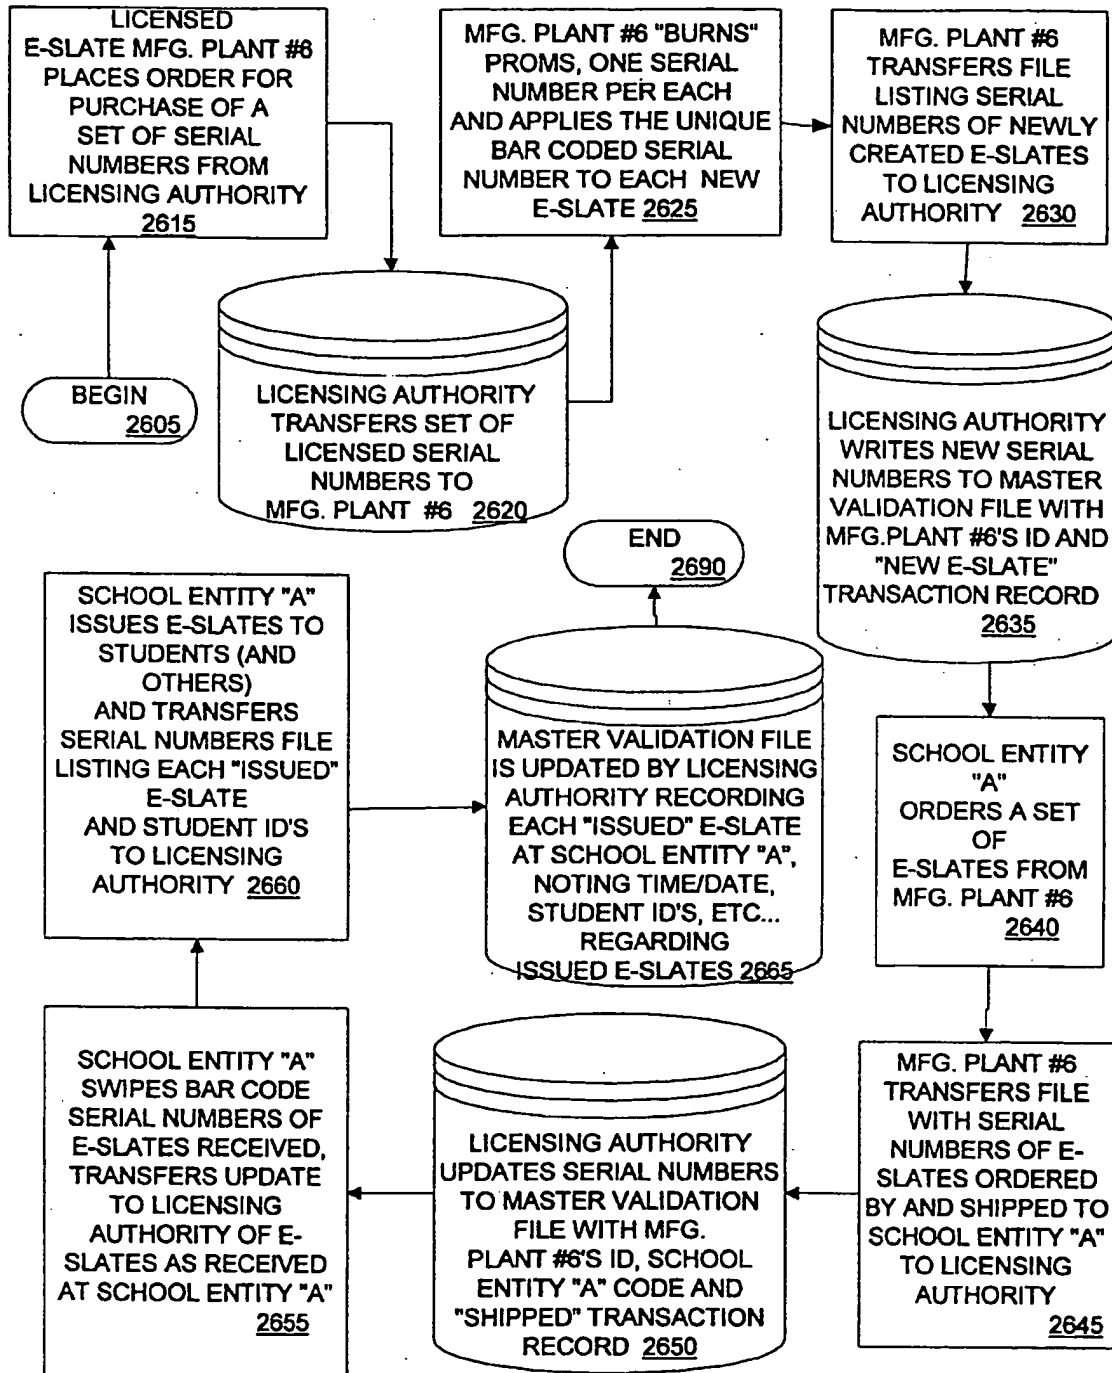 BEGIN
2605
LICENSED
E-SLATE MFG. PLANT #6
PLACES ORDER FOR
PURCHASE OF A
SET OF SERIAL
NUMBERS FROM
LICENSING AUTHORITY
2615
LICENSING AUTHORITY
TRANSFERS SET OF
LICENSED SERIAL
NUMBERS TO
MFG. PLANT #6 2620
MFG. PLANT #6 "BURNS"
PROMS, ONE SERIAL
NUMBER PER EACH
AND APPLIES THE UNIQUE
BAR CODED SERIAL
NUMBER TO EACH NEW
E-SLATE 2625
MFG. PLANT #6
TRANSFERS FILE
LISTING SERIAL
NUMBERS OF NEWLY
CREATED E-SLATES
TO LICENSING
AUTHORITY 2630
LICENSING AUTHORITY
WRITES NEW SERIAL
NUMBERS TO MASTER
VALIDATION FILE WITH
MFG.PLANT #6'S ID AND
"NEW E-SLATE"
TRANSACTION RECORD
2635
SCHOOL ENTITY
"A"
ORDERS A SET
OF
E-SLATES FROM
MFG. PLANT #6
2640
MFG. PLANT #6
TRANSFERS FILE
WITH SERIAL
NUMBERS OF E-
SLATES ORDERED
BY AND SHIPPED TO
SCHOOL ENTITY "A"
TO LICENSING
AUTHORITY
2645
LICENSING AUTHORITY
UPDATES SERIAL NUMBERS
TO MASTER VALIDATION
FILE WITH MFG.
PLANT #6'S ID, SCHOOL
ENTITY "A" CODE AND
"SHIPPED" TRANSACTION
RECORD 2650
SCHOOL ENTITY "A"
SWIPES BAR CODE
SERIAL NUMBERS OF
E-SLATES RECEIVED,
TRANSFERS UPDATE
TO LICENSING
AUTHORITY OF E-
SLATES AS RECEIVED
AT SCHOOL ENTITY "A"
2655
SCHOOL ENTITY "A"
ISSUES E-SLATES TO
STUDENTS (AND
OTHERS)
AND TRANSFERS
SERIAL NUMBERS FILE
LISTING EACH "ISSUED"
E-SLATE
AND STUDENT ID'S
TO LICENSING
AUTHORITY 2660
MASTER VALIDATION FILE
IS UPDATED BY LICENSING
AUTHORITY RECORDING
EACH "ISSUED" E-SLATE
AT SCHOOL ENTITY "A",
NOTING TIME/DATE,
STUDENT ID'S, ETC...
REGARDING
ISSUED E-SLATES 2665
END
2690